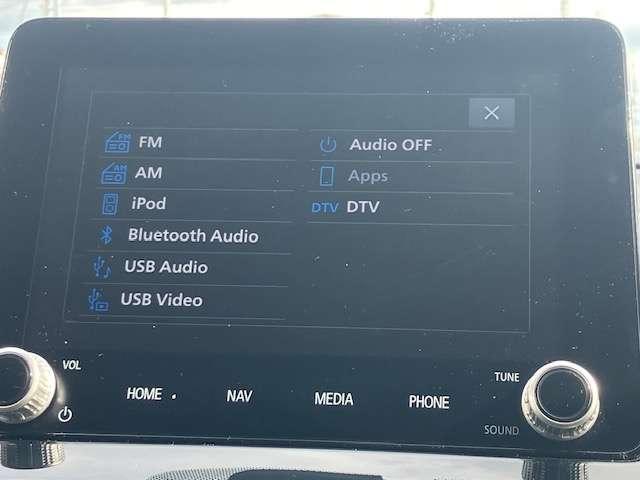 FM
AM
iPod
Bluetooth Audio
USB Audio
USB Video
Audio OFF
Apps
DTV DTV
VOL
HOME
NAV
MEDIA
PHONE
TUNE
SOUND